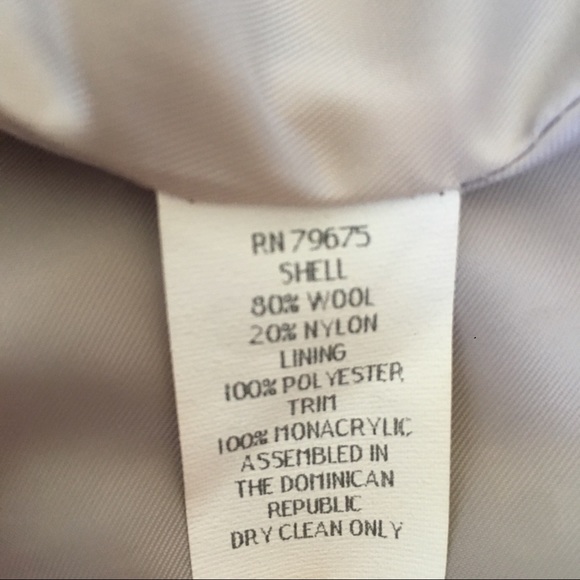 RN 79675
SHELL
80% WOOL
20% NYLON
LINING
100% POLYESTER
TRIM
100% MONACRYLIC
ASSEMBLED IN
THE DOMINICAN
REPUBLIC
DRY CLEAN ONLY